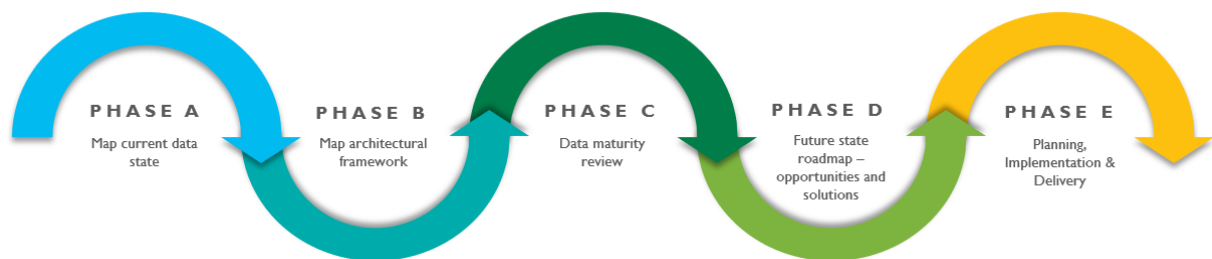 PHASE A
Map current data
state
PHASE B
Map architectural
framework
PHASE C
Data maturity
review
PHASE D
Future state
roadmap –
opportunities and
solutions
PHASE E
Planning,
Implementation &
Delivery